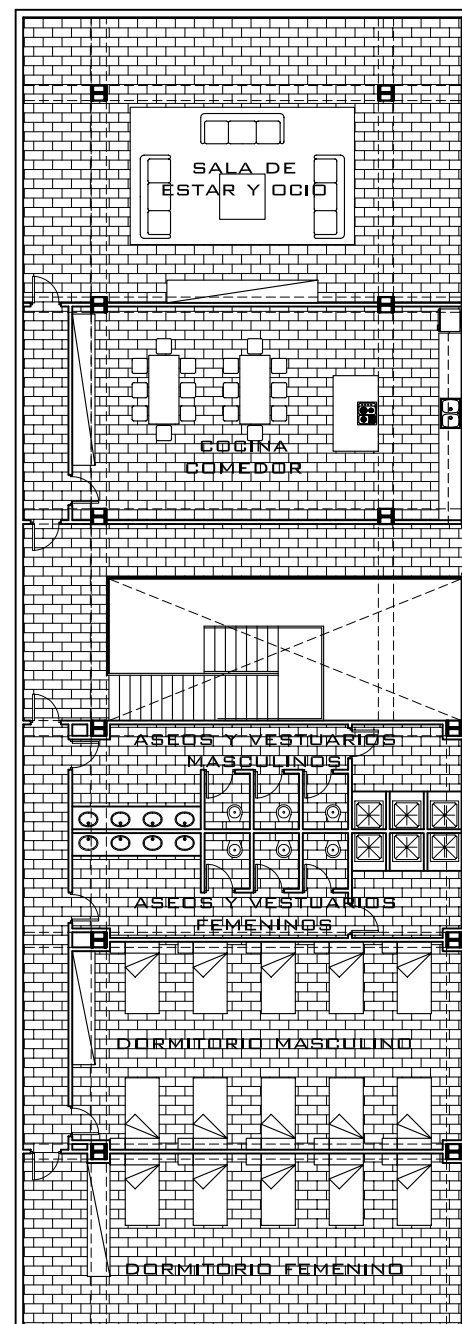 SALA DE
ESTAR Y OCIO
COCINA
COMEDOR
ASEOS Y VESTUARIOS
MASCULINOS
ASEOS Y VESTUARIOS
FEMENINOS
DORMITORIO MASCULINO
DORMITORIO FEMENINO